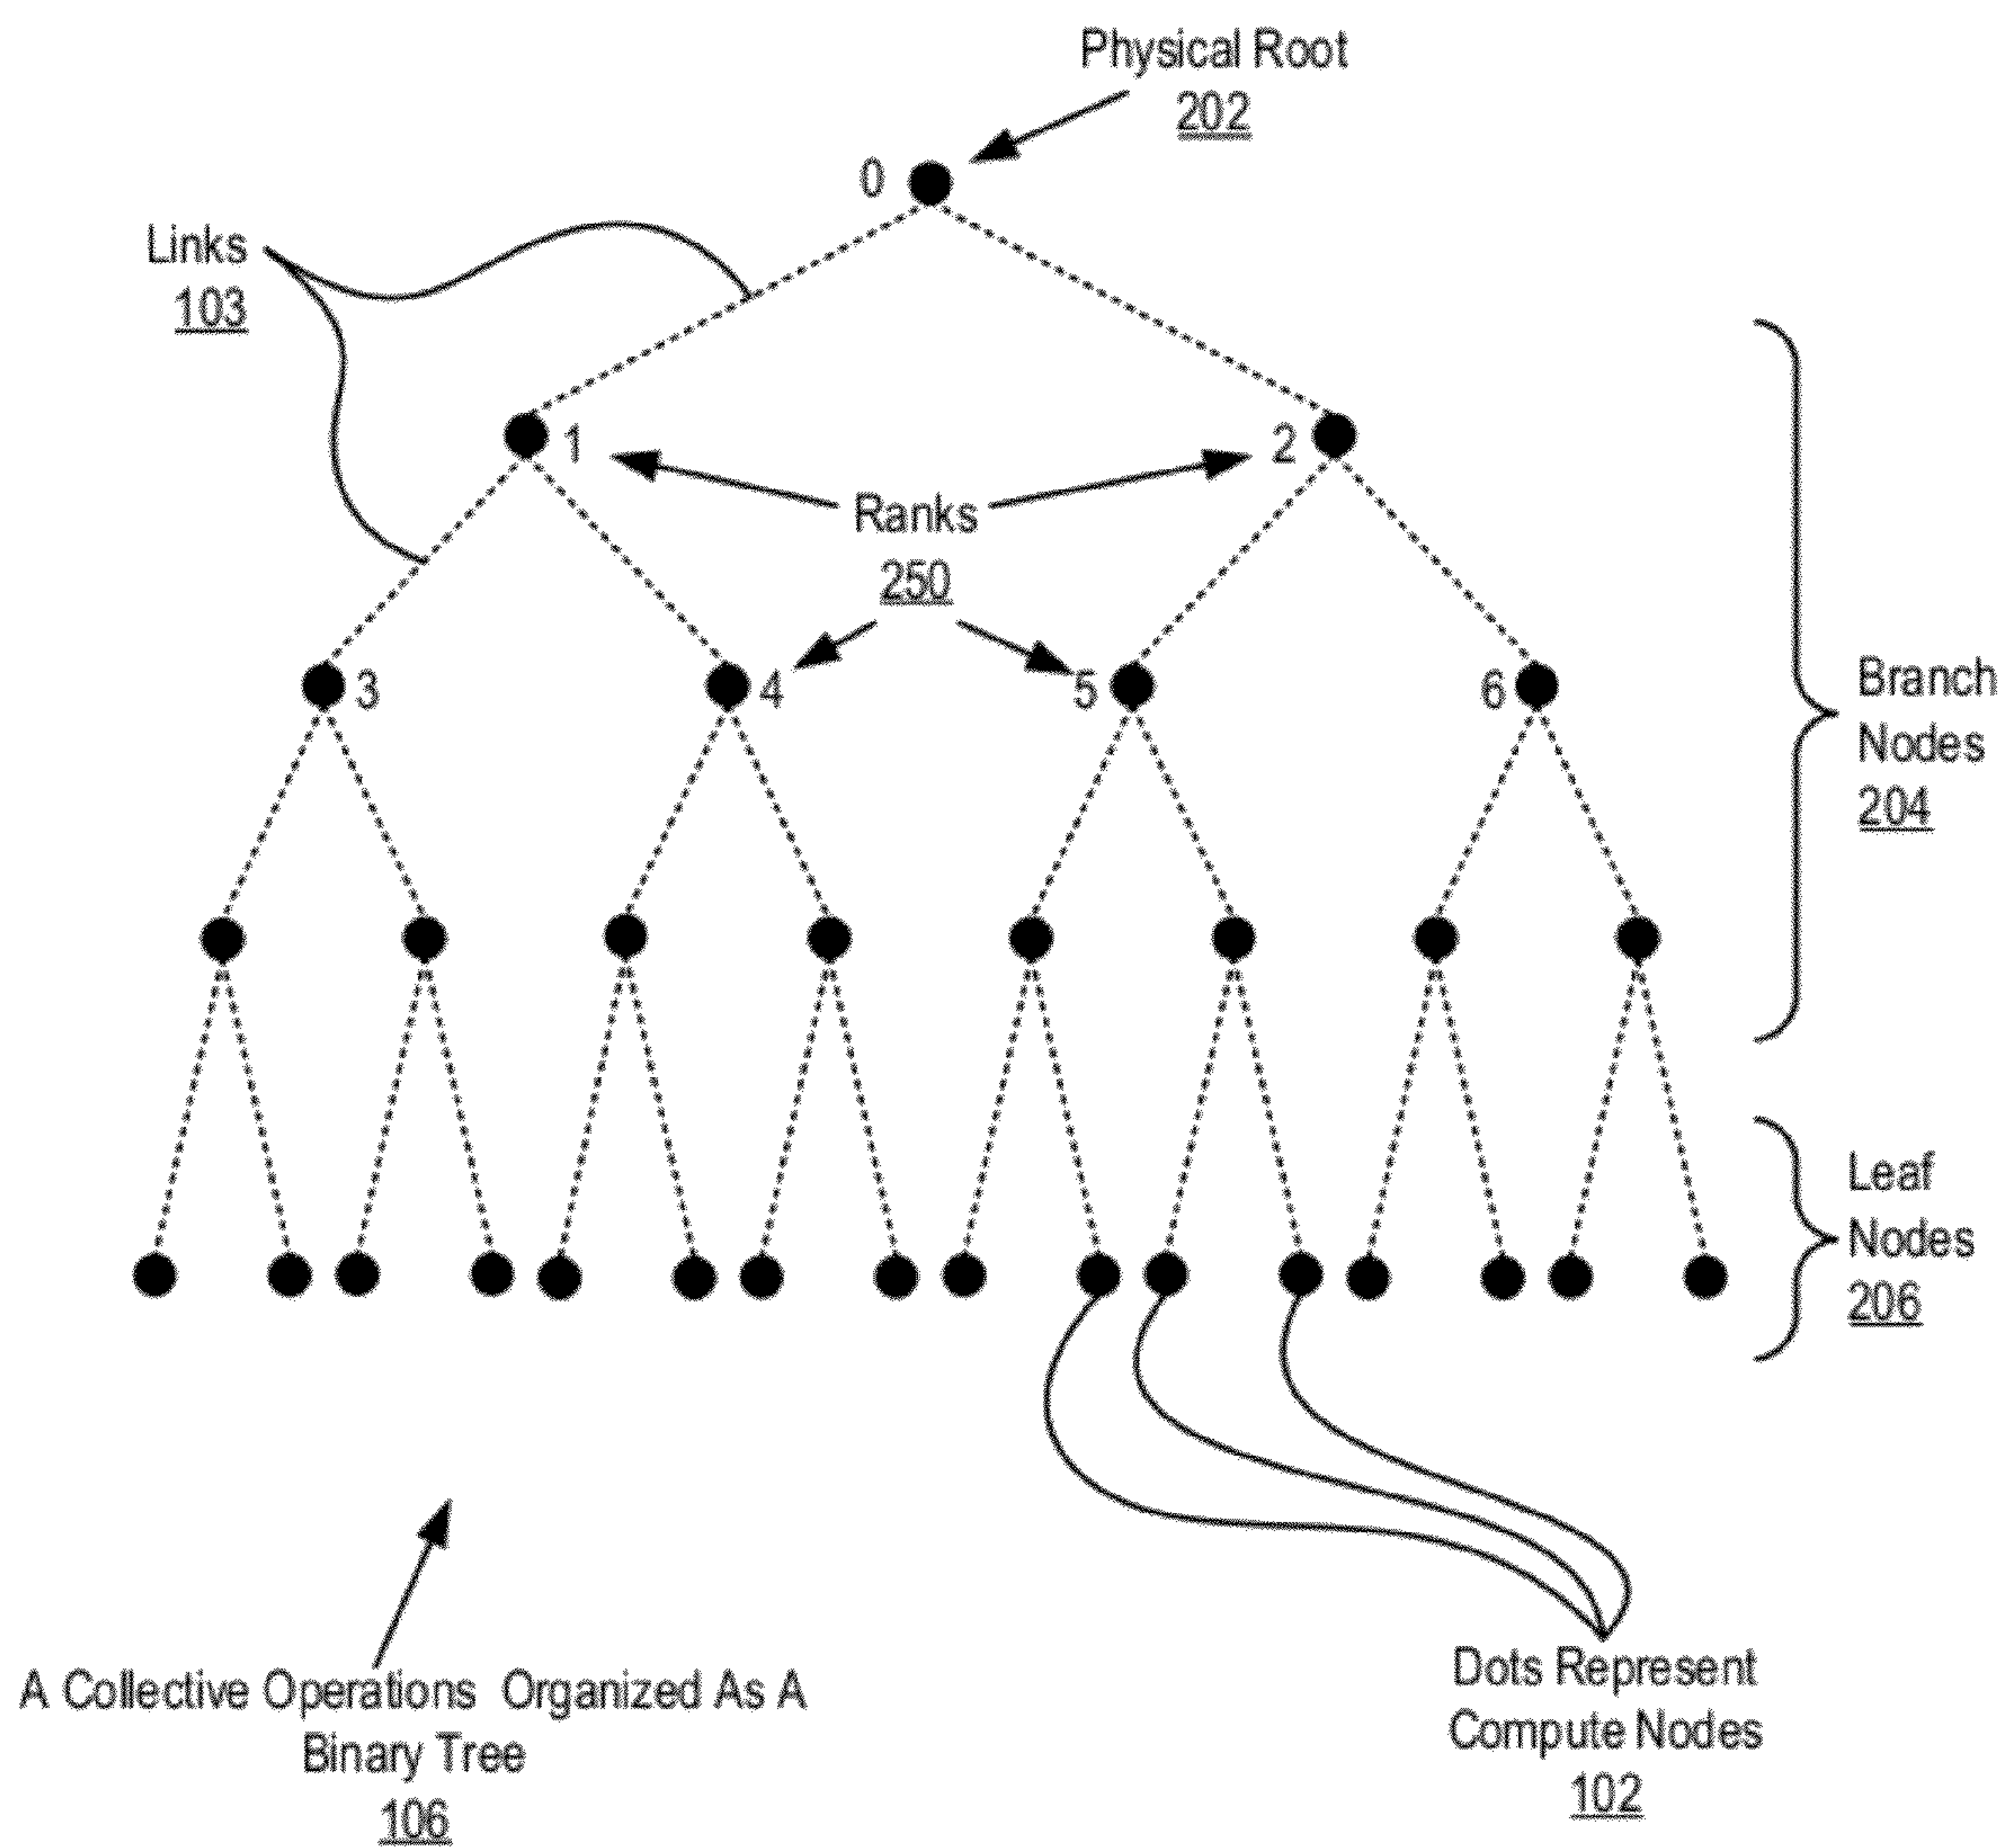 Physical Root
202
0
Links
103
1
2
Ranks
250
3
4
5
6
Branch
Nodes
204
Leaf
Nodes
206
A Collective Operations Organized As A
Binary Tree
106
Dots Represent
Compute Nodes
102